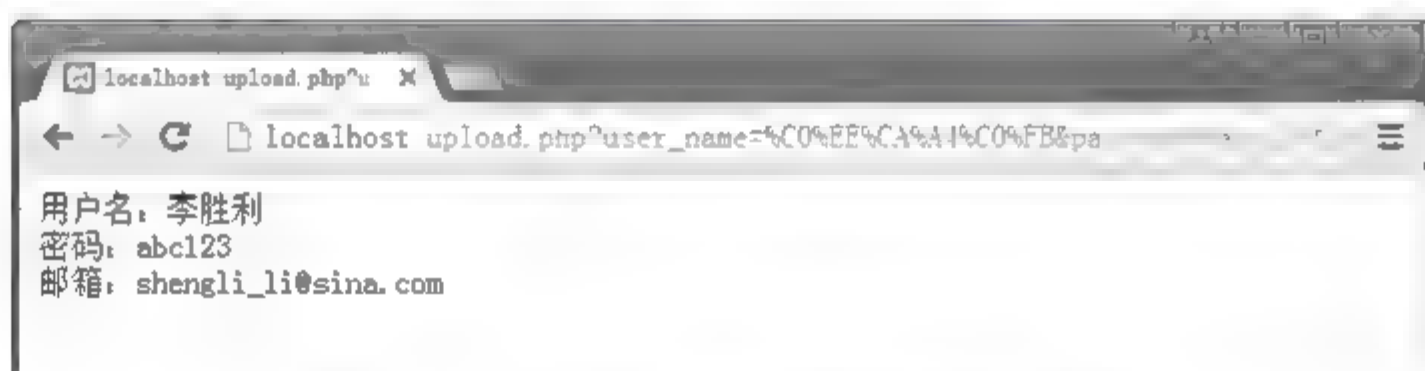 localhost upload.php^u
localhost upload.php^user_name=%C0%EE%CA%A4%C0%FB&pa
用户名：李胜利
密码：abc123
邮箱：shengli_li@sina.com